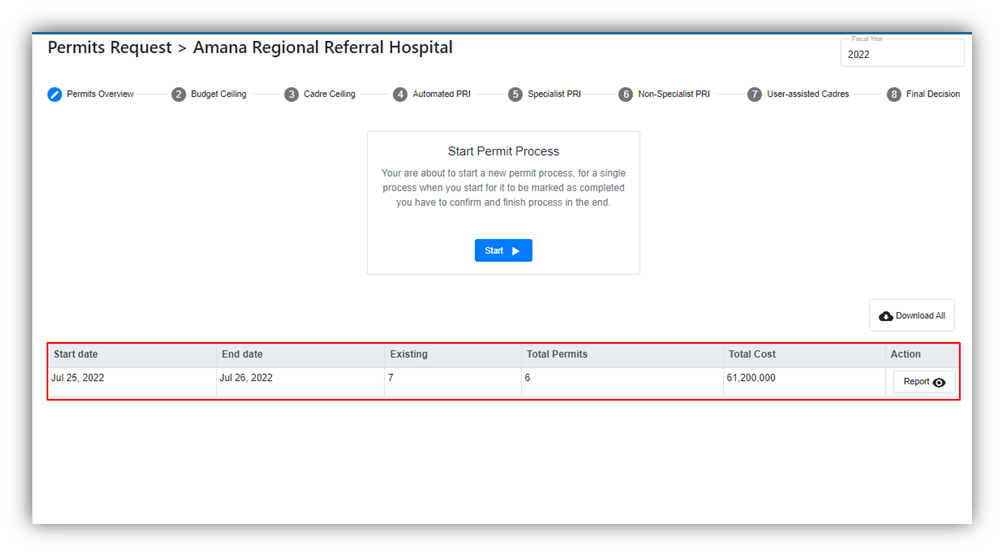 Permits Request > Amana Regional Referral Hospital
Fiscal Year
2022
Permits Overview
2 Budget Ceiling
3 Cadre Ceiling
4 Automated PRI
5 Specialist PRI
6 Non-Specialist PRI
7 User-assisted Cadres
8 Final Decision
Start Permit Process
Your are about to start a new permit process, for a single
process when you start for it to be marked as completed
you have to confirm and finish process in the end.
Start
Download All
Start date End date Existing Total Permits Total Cost Action
Jul 25, 2022 Jul 26, 2022 7 6 61,200,000 Report